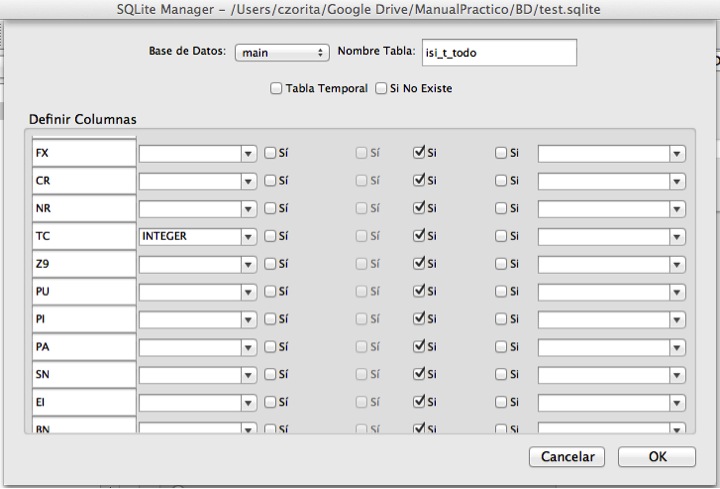 SQLite Manager – /Users/czorita/Google Drive/ManualPractico/BD/test.sqlite
Base de Datos: main Nombre Tabla: isi_t_todo
Tabla Temporal Si No Existe
Definir Columnas
FX Sí Sí Si Si
CR Sí Sí Si Si
NR Sí Sí Si Si
TC INTEGER Sí Sí Si Si
Z9 Sí Sí Si Si
PU Sí Sí Si Si
PI Sí Sí Si Si
PA Sí Sí Si Si
SN Sí Sí Si Si
EI Sí Sí Si Si
BN Sí Sí Si Si
Cancelar OK